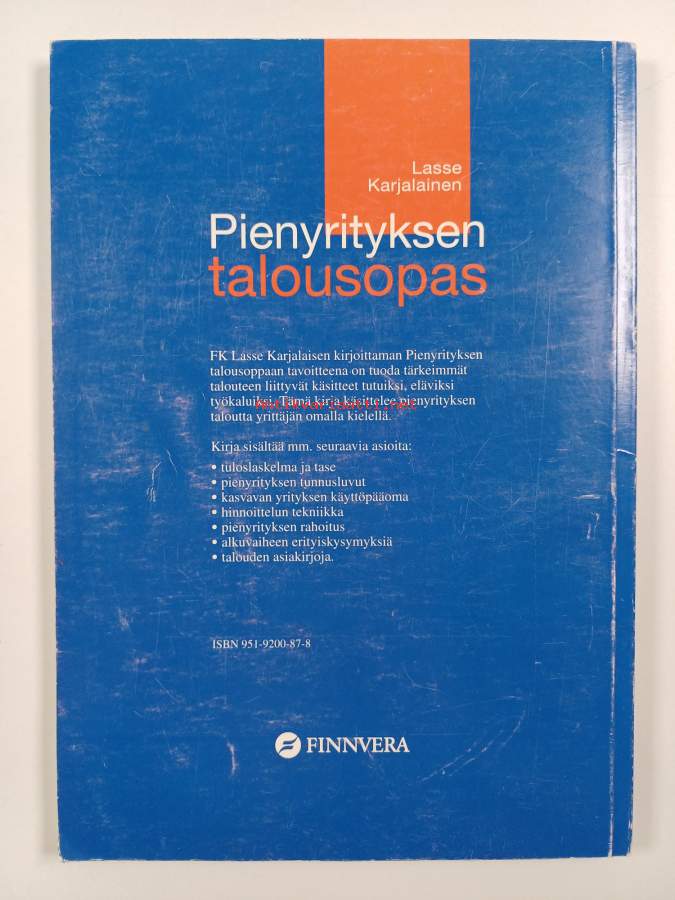 Lasse
Karjalainen
Pienyrityksen
talousopas
FK Lasse Karjalaisen kirjoittaman Pienyrityksen
talousoppaan tavoitteena on tuoda tärkeimmät
talouteen liittyvät käsitteet tutuiksi, eläviksi
työkaluiksi. Tämä kirja käsittelee pienyrityksen
antikvariaatti.net
taloutta yrittäjän omalla kielellä.
Kirja sisältää mm. seuraavia asioita:
• tuloslaskelma ja tase
• pienyrityksen tunnusluvut
• kasvavan yrityksen käyttöpääoma
• hinnoittelun tekniikka
• pienyrityksen rahoitus
• alkuvaiheen erityiskysymyksiä
• talouden asiakirjoja.
ISBN 951-9200-87-8
FINNVERA